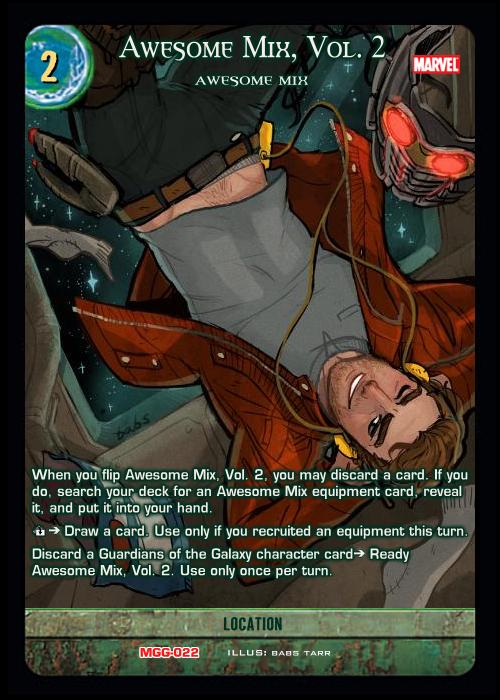 AWESOME MIX, VOL. 2
2
MARVEL
AWESOME MIX
babs
When you flip Awesome Mix, Vol. 2, you may discard a card. If you
do, search your deck for an Awesome Mix equipment card, reveal
it, and put it into your hand.
➔ Draw a card. Use only if you recruited an equipment this turn.
Discard a Guardians of the Galaxy character card➔ Ready
Awesome Mix, Vol. 2. Use only once per turn.
LOCATION
MGG-022 ILLUS: BABS TARR